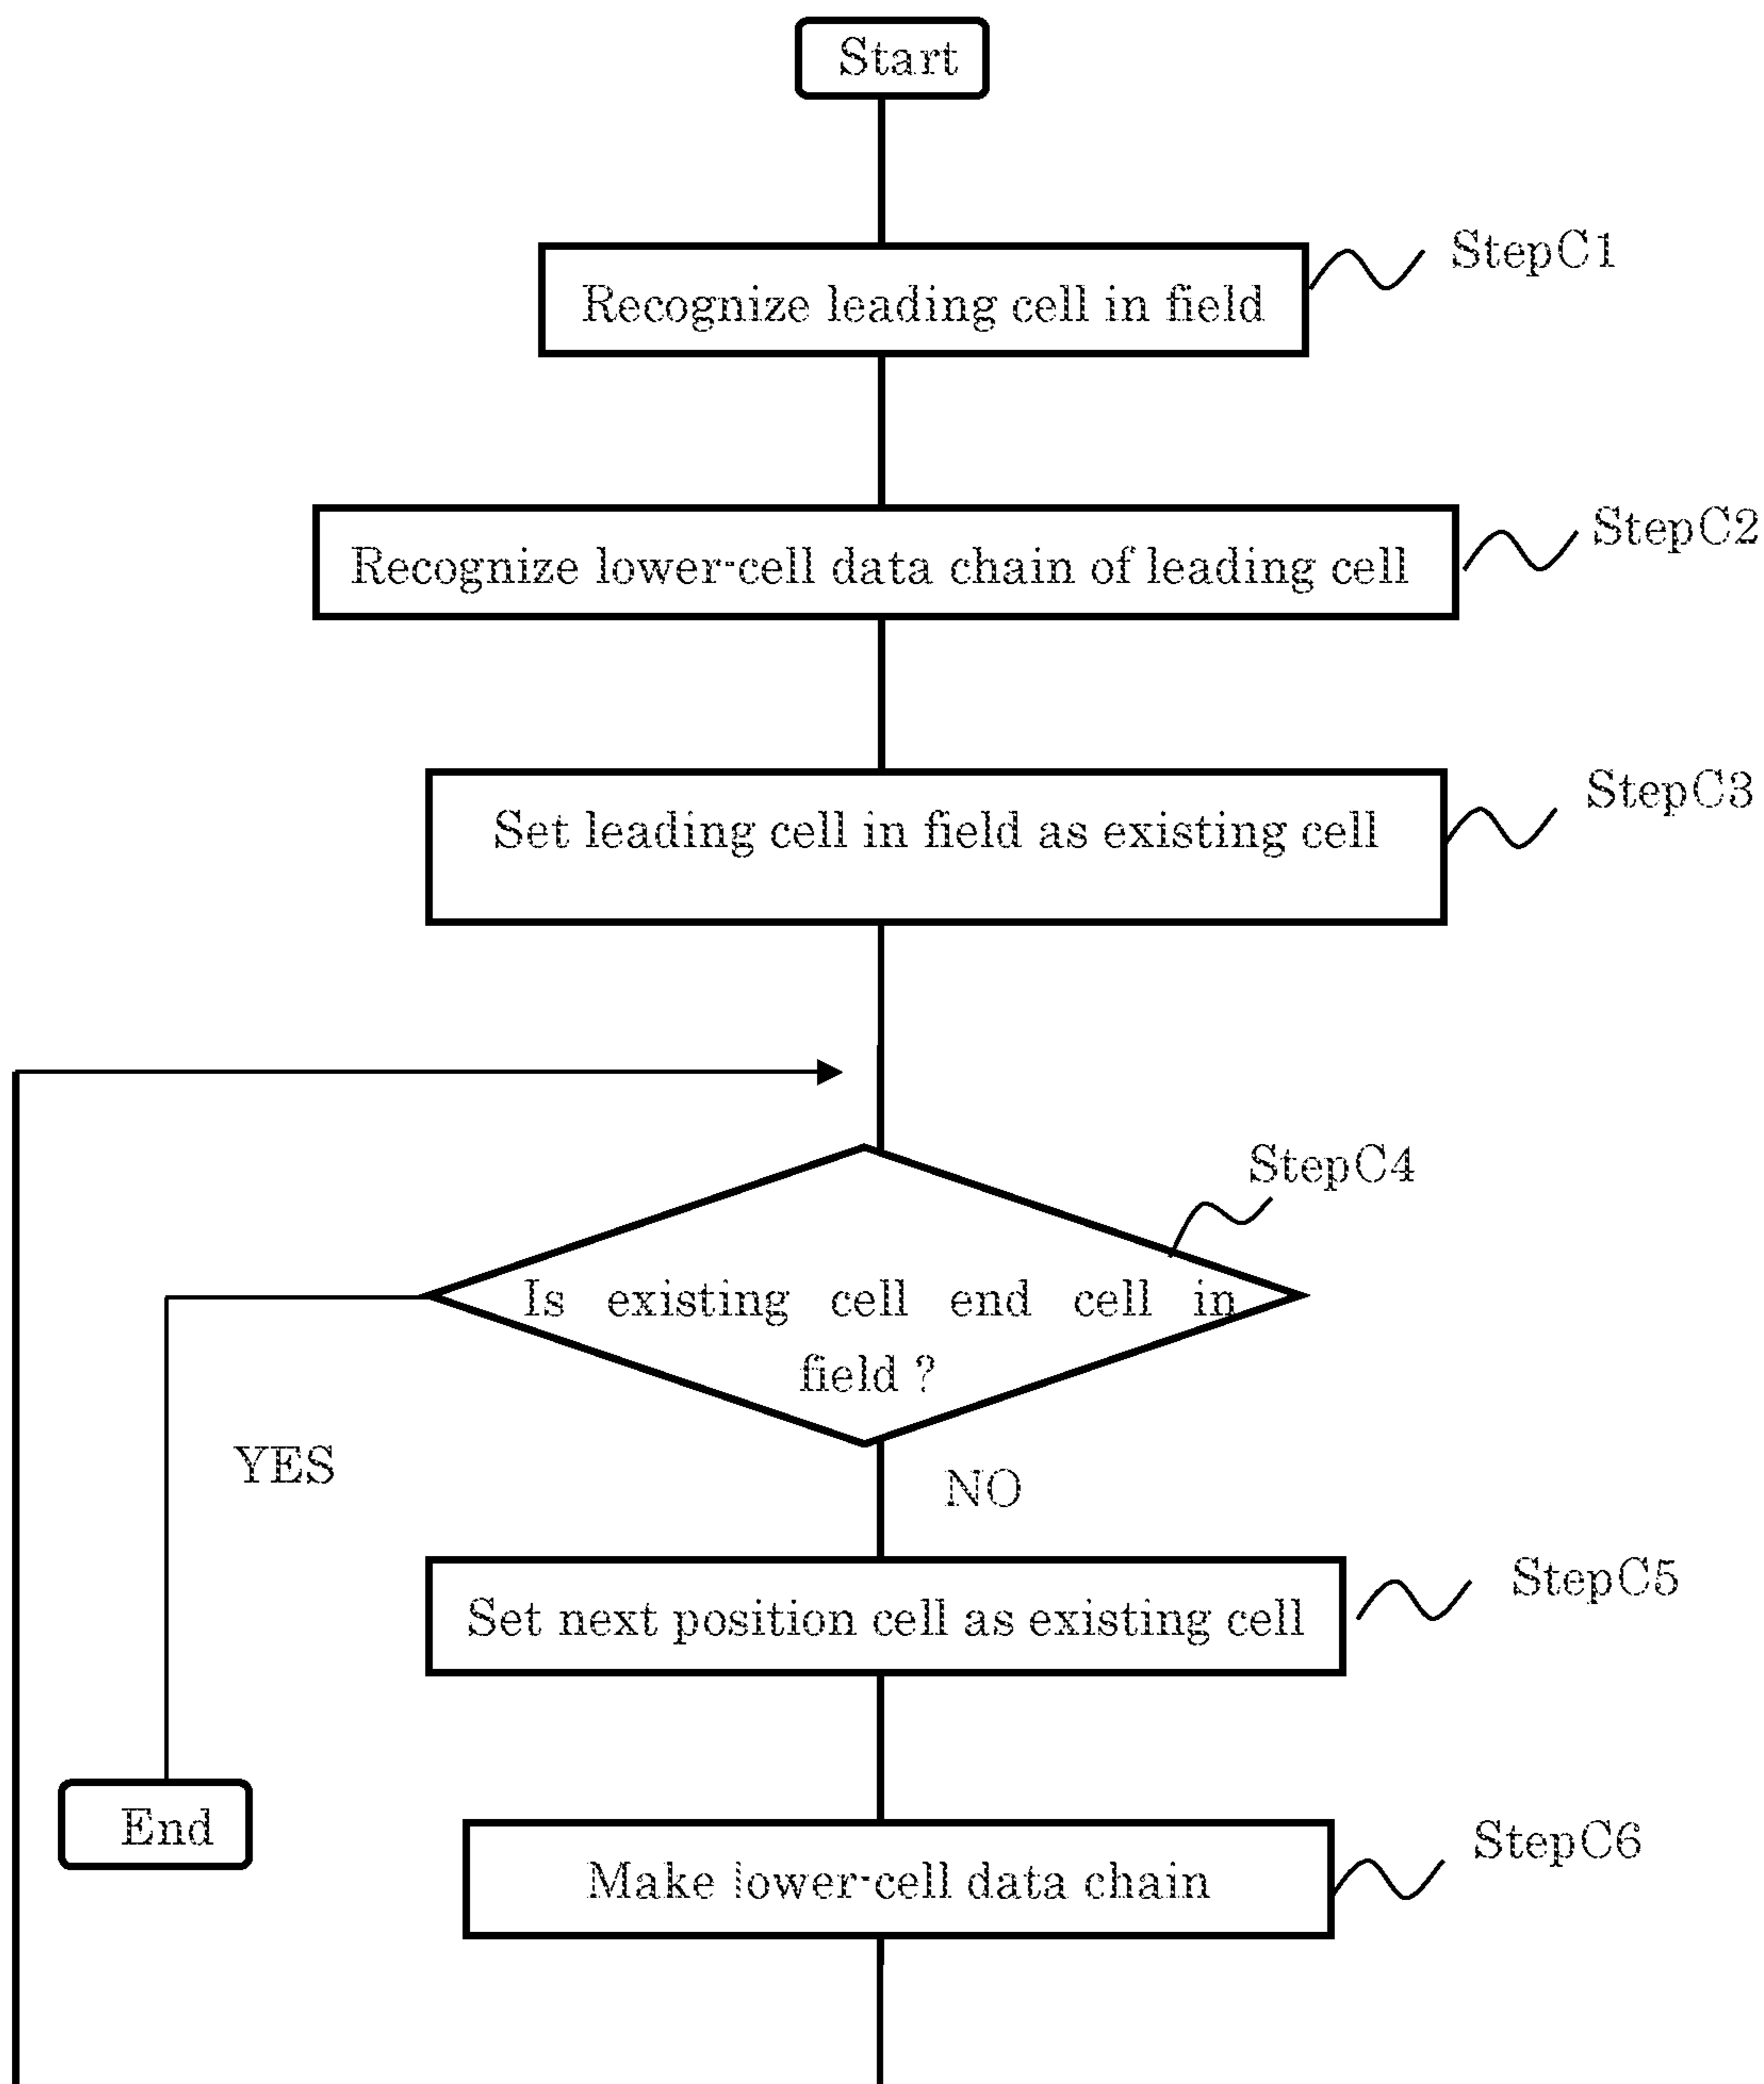 Start
StepC1
Recognize leading cell in field
StepC2
Recognize lower-cell data chain of leading cell
StepC3
Set leading cell in field as existing cell
StepC4
Is existing cell end cell in
field ?
YES
NO
StepC5
Set next position cell as existing cell
End
StepC6
Make lower-cell data chain